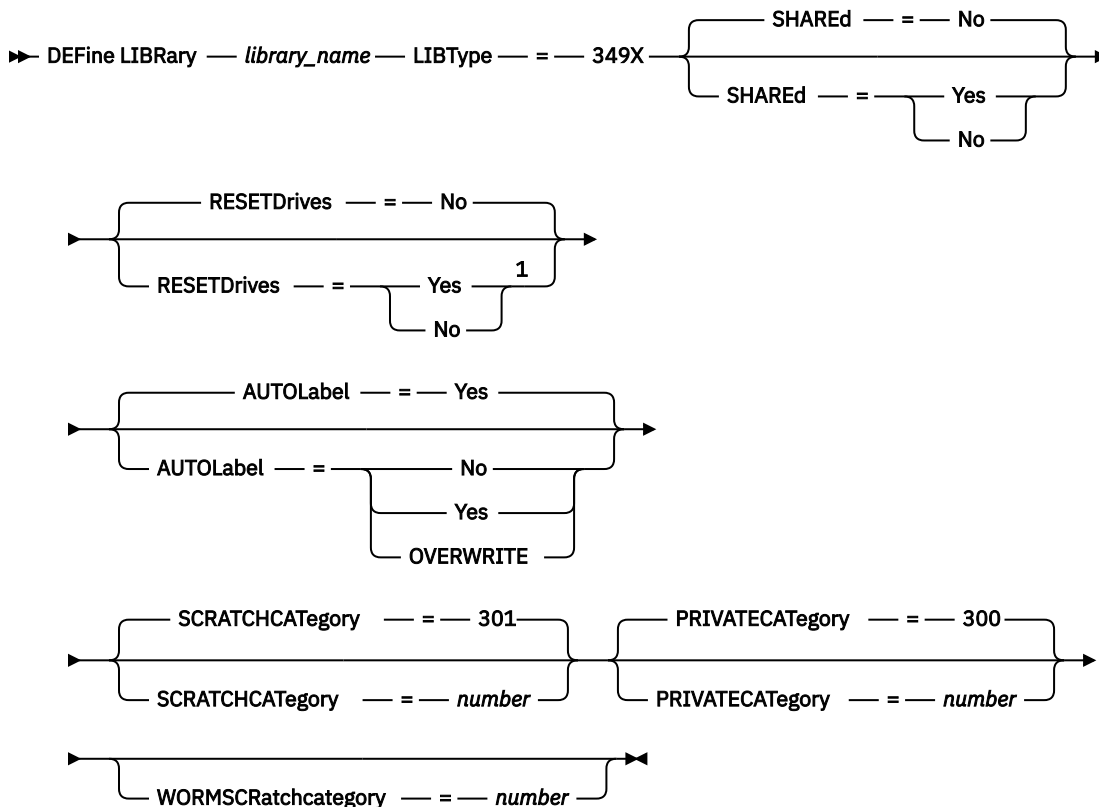 SHAREd = No
DEFine LIBRary library_name LIBType = 349X
SHAREd = Yes
No
RESETDrives = No
1
RESETDrives = Yes
No
AUTOLabel = Yes
AUTOLabel = No
Yes
OVERWRITE
SCRATCHCATegory = 301 PRIVATECATegory = 300
SCRATCHCATegory = number PRIVATECATegory = number
WORMSCRatchcategory = number